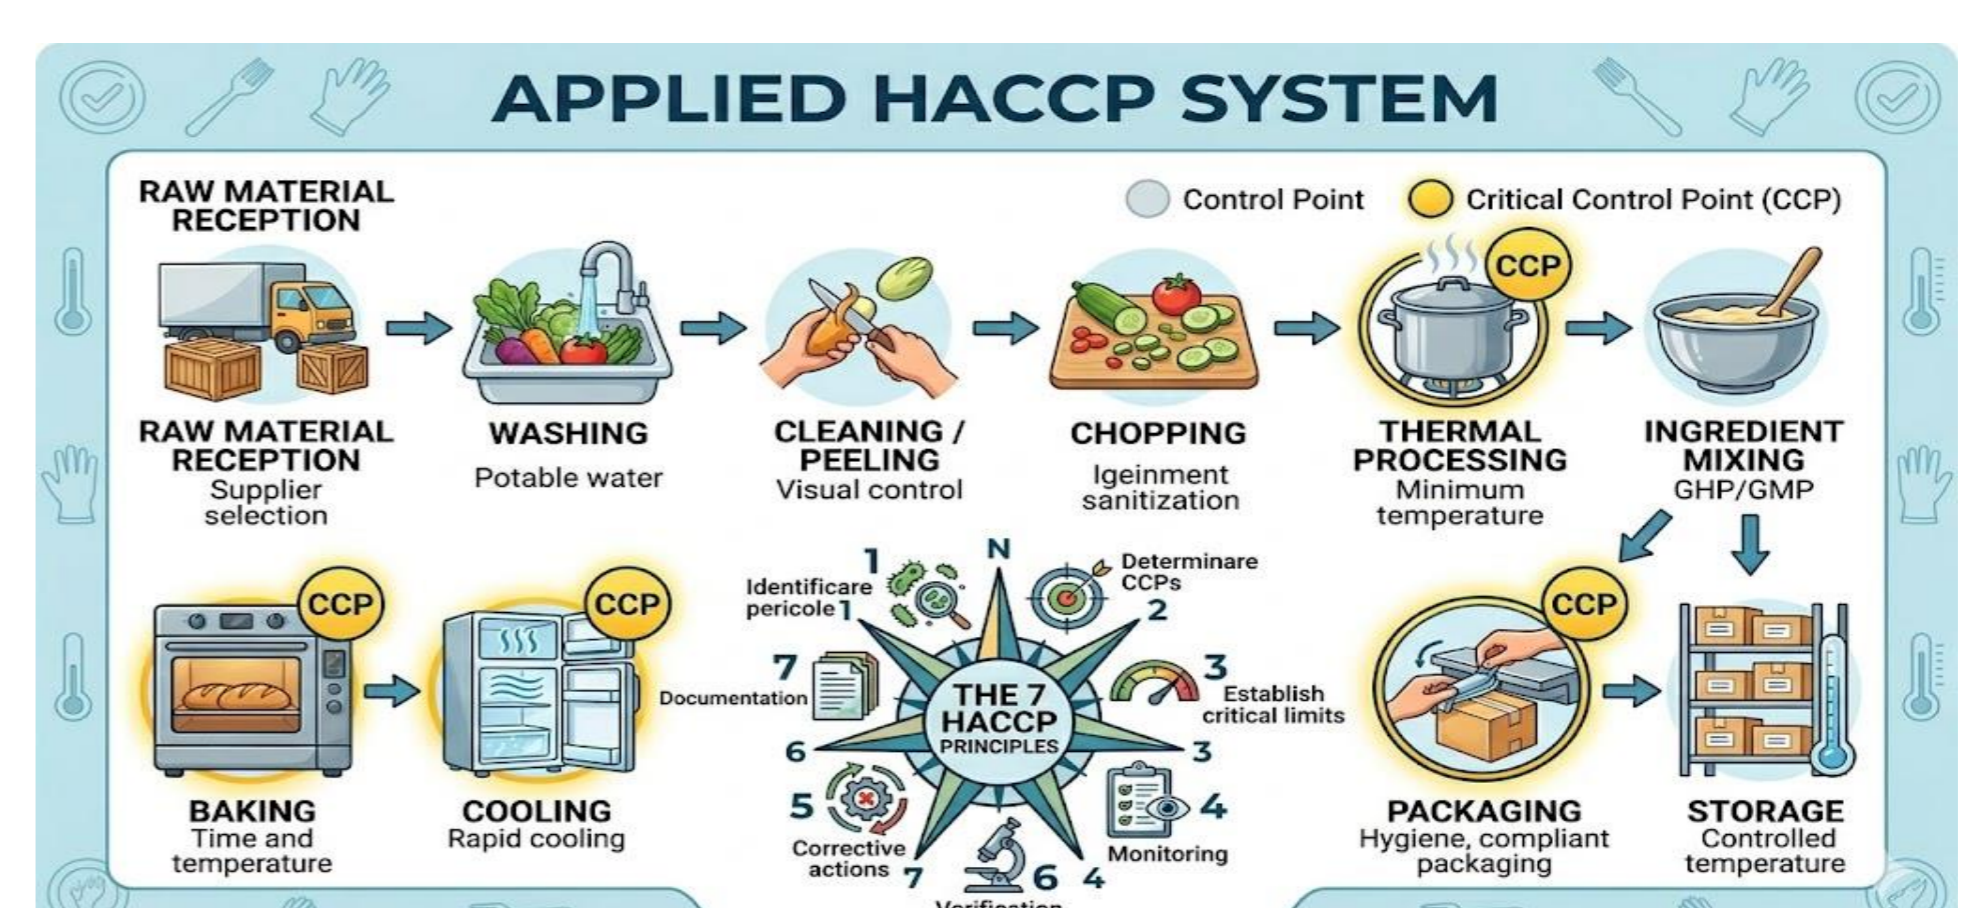 APPLIED HACCP SYSTEM
RAW MATERIAL
RECEPTION
Control Point
Critical Control Point (CCP)
CCP
RAW MATERIAL
RECEPTION
Supplier
selection
WASHING
Potable water
CLEANING /
PEELING
Visual control
CHOPPING
Igeinment
sanitization
THERMAL
PROCESSING
Minimum
temperature
INGREDIENT
MIXING
GHP/GMP
CCP
BAKING
Time and
temperature
CCP
COOLING
Rapid cooling
N
1
Identificare
pericole 1
Determinare
CCPs
2
7
Documentation
3
Establish
critical limits
THE 7
HACCP
PRINCIPLES
6
3
5
Corrective
actions
7
4
Monitoring
6
4
Verification
CCP
PACKAGING
Hygiene, compliant
packaging
STORAGE
Controlled
temperature